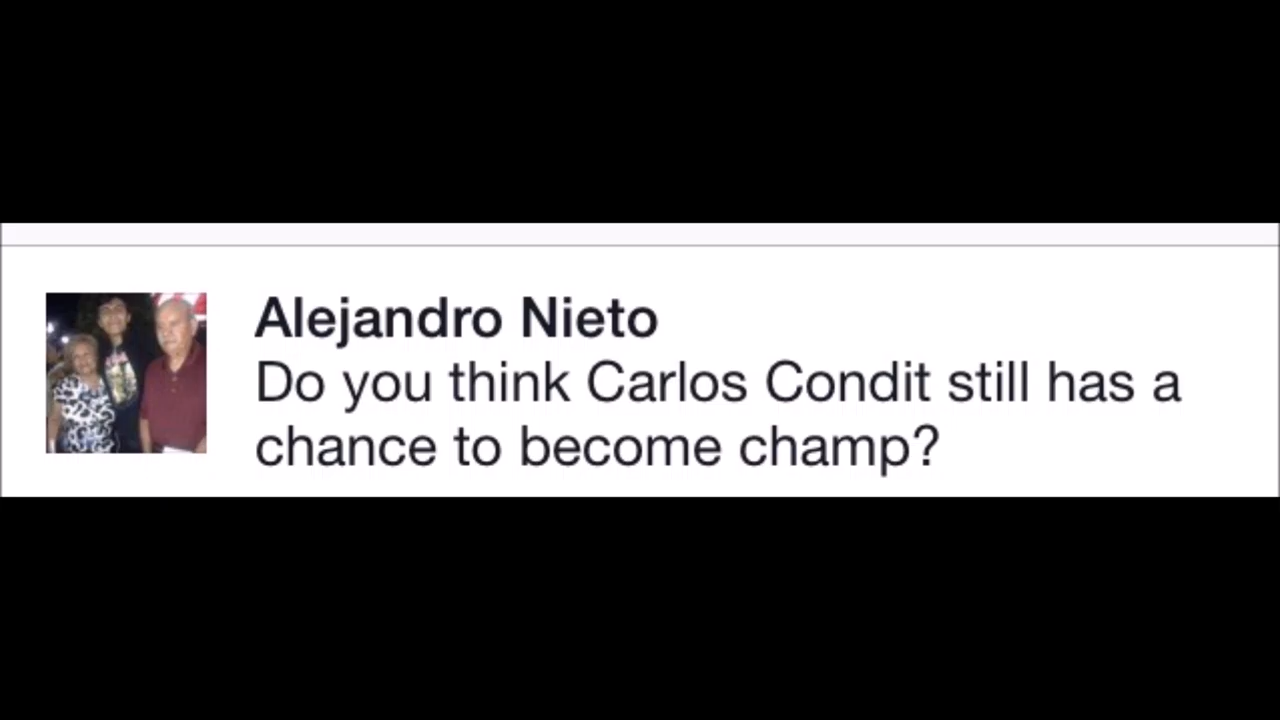 Alejandro Nieto
Do you think Carlos Condit still has a
chance to become champ?